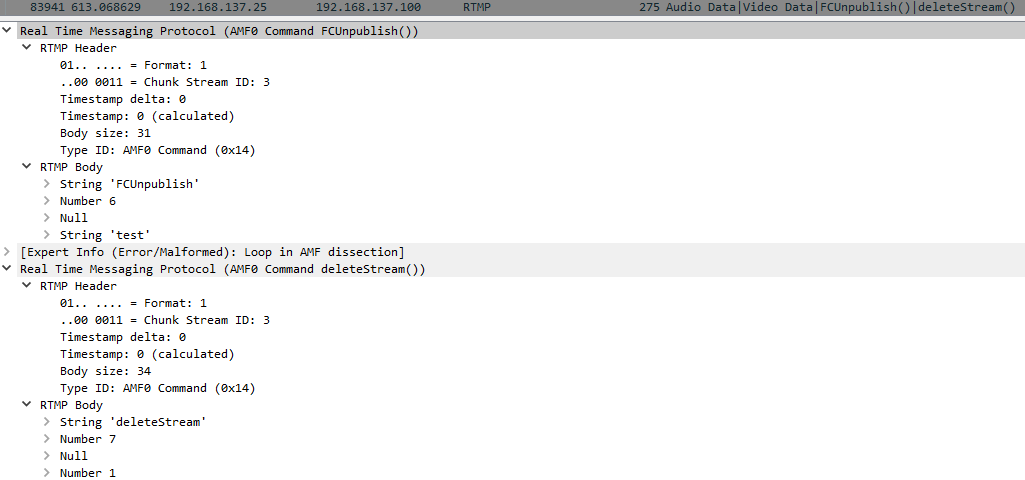 83941 613.068629 192.168.137.25 192.168.137.100 RTMP 275 Audio Data|Video Data|FCUnpublish()|deleteStream()
Real Time Messaging Protocol (AMF0 Command FCUnpublish())
RTMP Header
01.. .... = Format: 1
..00 0011 = Chunk Stream ID: 3
Timestamp delta: 0
Timestamp: 0 (calculated)
Body size: 31
Type ID: AMF0 Command (0x14)
RTMP Body
String 'FCUnpublish'
Number 6
Null
String 'test'
[Expert Info (Error/Malformed): Loop in AMF dissection]
Real Time Messaging Protocol (AMF0 Command deleteStream())
RTMP Header
01.. .... = Format: 1
..00 0011 = Chunk Stream ID: 3
Timestamp delta: 0
Timestamp: 0 (calculated)
Body size: 34
Type ID: AMF0 Command (0x14)
RTMP Body
String 'deleteStream'
Number 7
Null
Number 1